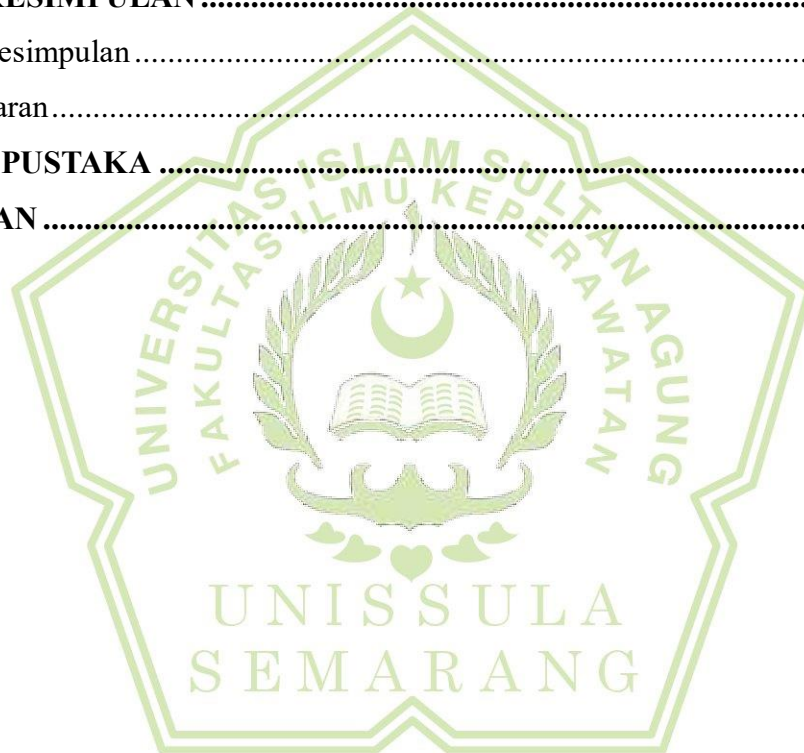 KESIMPULAN ..........................................................................
esimpulan ..........................................................................
aran ..........................................................................
PUSTAKA ..........................................................................
AN ..........................................................................
UNIVERSITAS ISLAM SULTAN AGUNG
FAKULTAS ILMU KEPERAWATAN
UNISSULA
SEMARANG